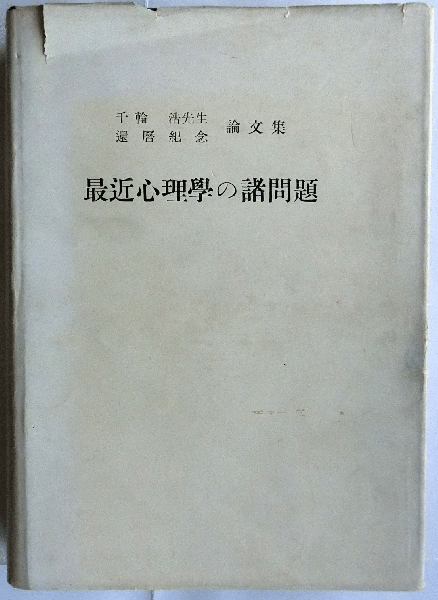 千輪 浩先生
還曆紀念 論文集
最近心理學の諸問題